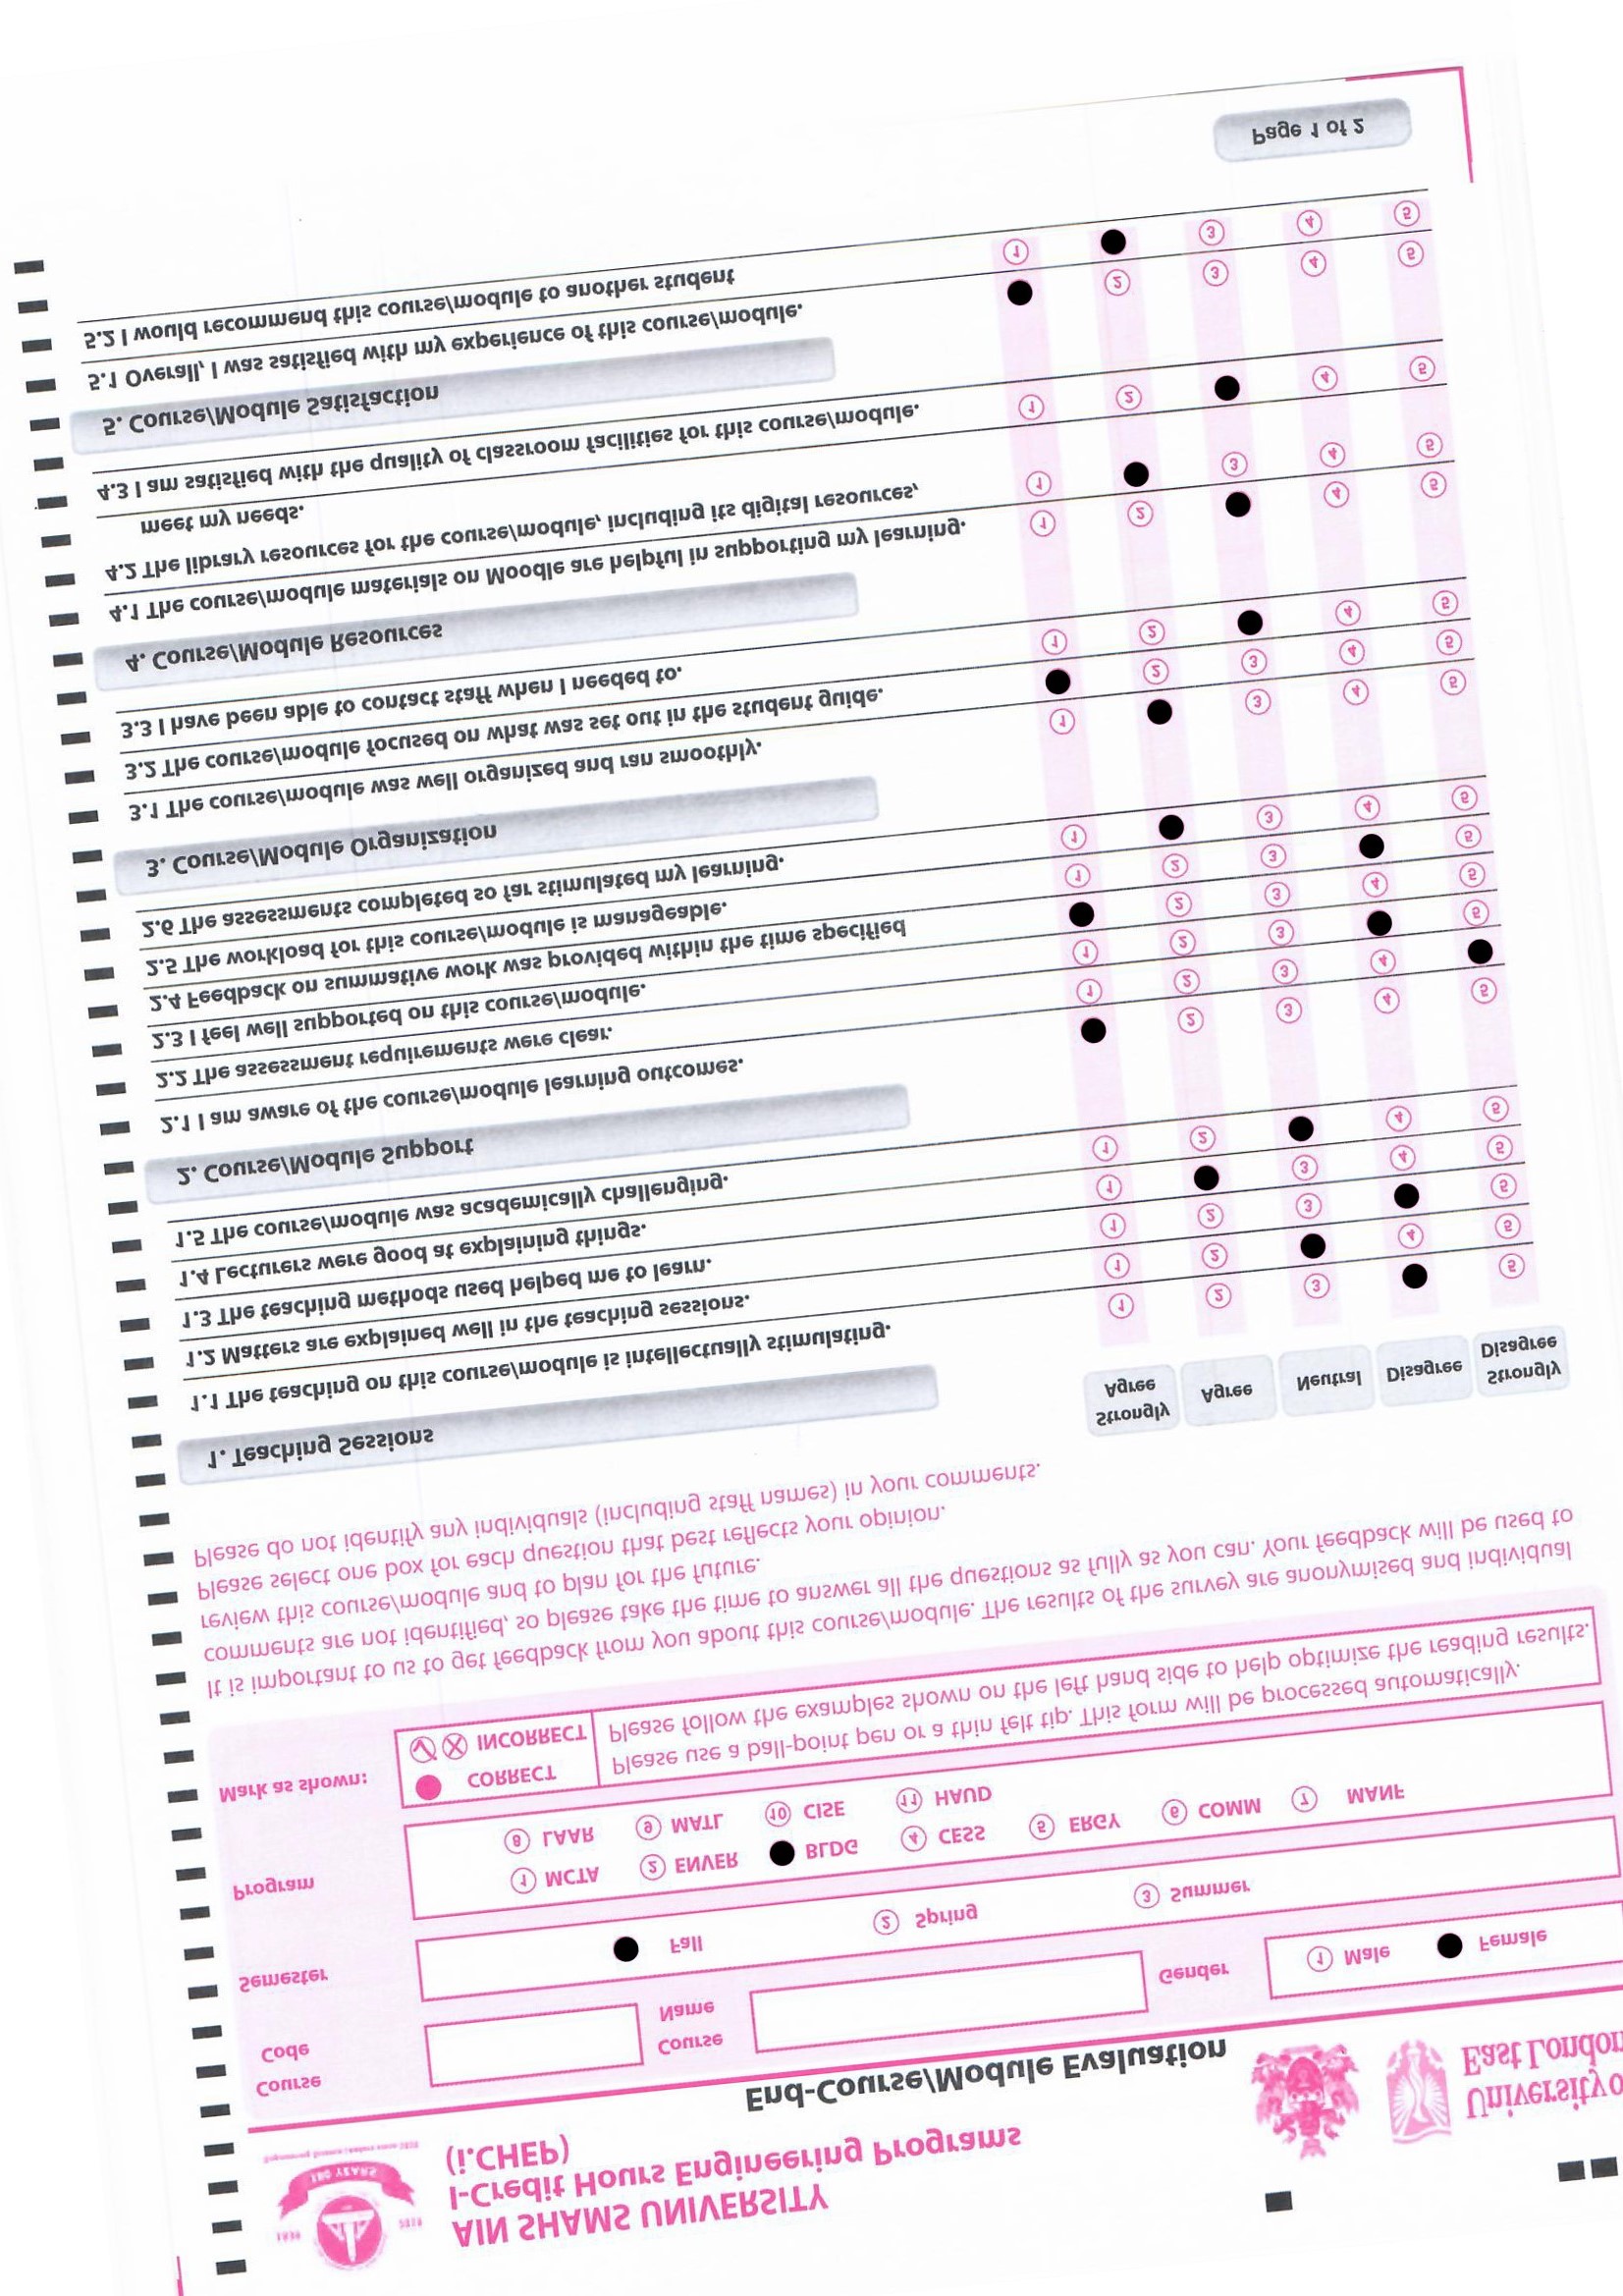 AIN SHAMS UNIVERSITY
I-Credit Hours Engineering Programs
(i.CHEP)
End-Course/Module Evaluation
University o
East London
Course
Code
Course
Name
Gender
1 Male Female
Semester
Fall 2 Spring 3 Summer
Program
1 MCTA 2 ENVER BLDG 4 CESS 5 ERGY 6 COMM 7 MANF
8 LAAR 9 MATL 10 CISE 11 HAUD
Mark as shown:
CORRECT
INCORRECT
Please use a ball-point pen or a thin felt tip. This form will be processed automatically.
Please follow the examples shown on the left hand side to help optimize the reading results.
It is important to us to get feedback from you about this course/module. The results of the survey are anonymised and individual
comments are not identified, so please take the time to answer all the questions as fully as you can. Your feedback will be used to
review this course/module and to plan for the future.
Please select one box for each question that best reflects your opinion.
Please do not identify any individuals (including staff names) in your comments.
1. Teaching Sessions
Strongly
Agree
Agree
Neutral
Disagree
Strongly
Disagree
1.1 The teaching on this course/module is intellectually stimulating. 1 2 3 5
1.2 Matters are explained well in the teaching sessions. 1 2 4 5
1.3 The teaching methods used helped me to learn. 1 2 3 5
1.4 Lecturers were good at explaining things. 1 3 4 5
1.5 The course/module was academically challenging. 1 2 4 5
2. Course/Module Support
2.1 I am aware of the course/module learning outcomes. 2 3 4 5
2.2 The assessment requirements were clear. 1 2 3 4
2.3 I feel well supported on this course/module. 1 2 3 5
2.4 Feedback on summative work was provided within the time specified 2 3 4 5
2.5 The workload for this course/module is manageable. 1 2 3 5
2.6 The assessments completed so far stimulated my learning. 1 3 4 5
3. Course/Module Organization
3.1 The course/module was well organized and ran smoothly. 1 3 4 5
3.2 The course/module focused on what was set out in the student guide. 2 3 4 5
3.3 I have been able to contact staff when I needed to. 1 2 4 5
4. Course/Module Resources
4.1 The course/module materials on Moodle are helpful in supporting my learning. 1 2 4 5
4.2 The library resources for the course/module, including its digital resources, 1 3 4 5
meet my needs.
4.3 I am satisfied with the quality of classroom facilities for this course/module. 1 2 4 5
5. Course/Module Satisfaction
5.1 Overall, I was satisfied with my experience of this course/module. 2 3 4 5
5.2 I would recommend this course/module to another student 1 3 4 5
Page 1 of 2